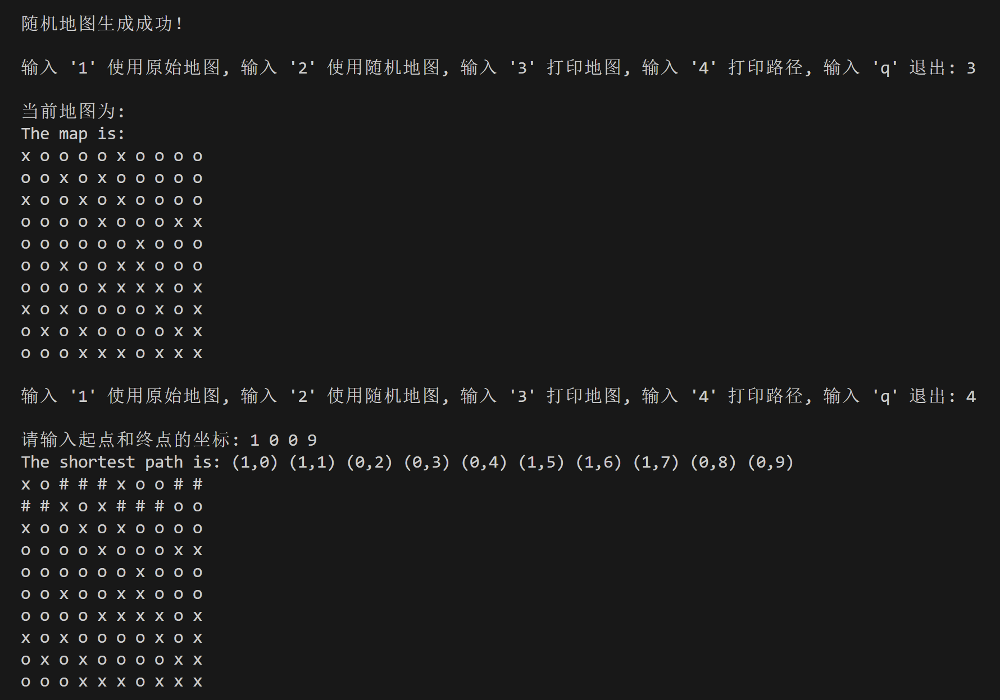 随机地图生成成功!
输入 '1' 使用原始地图, 输入 '2' 使用随机地图, 输入 '3' 打印地图, 输入 '4' 打印路径, 输入 'q' 退出: 3
当前地图为:
The map is:
x o o o o x o o o o
o o x o x o o o o o
x o o x o x o o o o
o o o o x o o o x x
o o o o o o x o o o
o o x o o x x o o o
o o o o x x x x o x
x o x o o o o x o x
o x o x o o o o x x
o o o x x x o x x x
输入 '1' 使用原始地图, 输入 '2' 使用随机地图, 输入 '3' 打印地图, 输入 '4' 打印路径, 输入 'q' 退出: 4
请输入起点和终点的坐标: 1 0 0 9
The shortest path is: (1,0) (1,1) (0,2) (0,3) (0,4) (1,5) (1,6) (1,7) (0,8) (0,9)
x o # # # x o o # #
# # x o x # # # o o
x o o x o x o o o o
o o o o x o o o x x
o o o o o o x o o o
o o x o o x x o o o
o o o o x x x x o x
x o x o o o o x o x
o x o x o o o o x x
o o o x x x o x x x